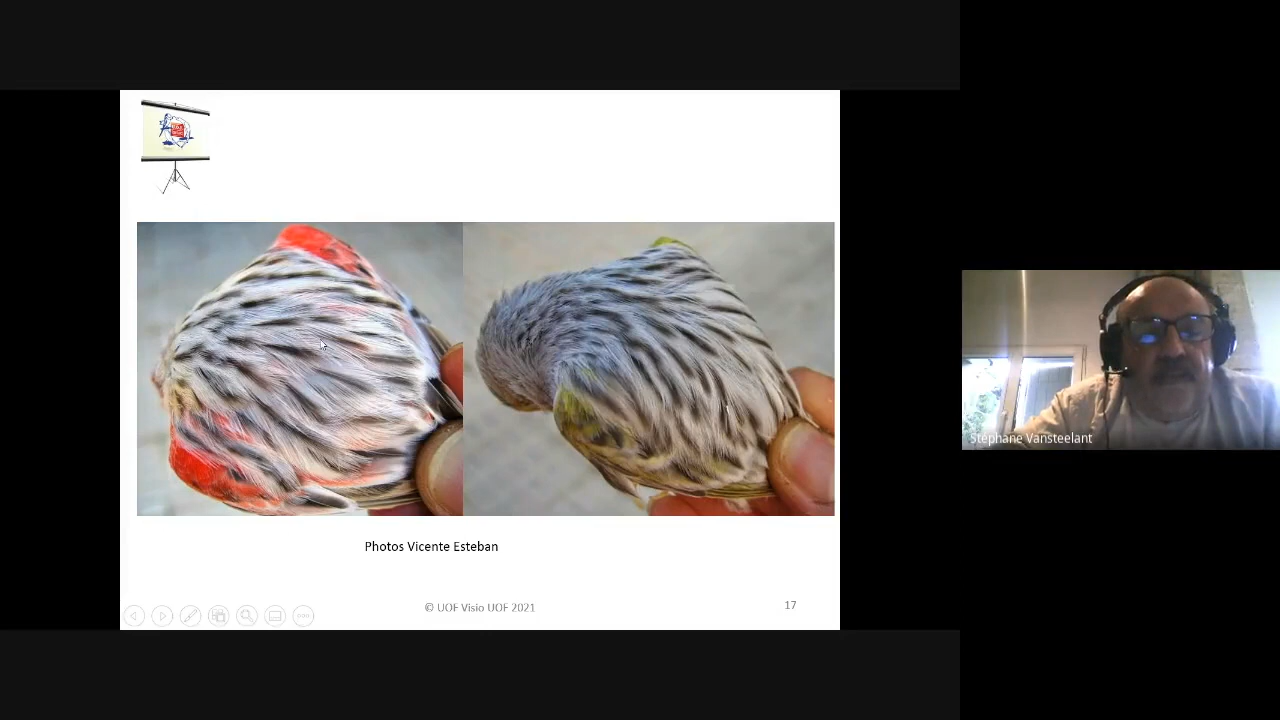 Photos Vicente Esteban
© UOF Visio UOF 2021
17
Stéphane Vansteelant